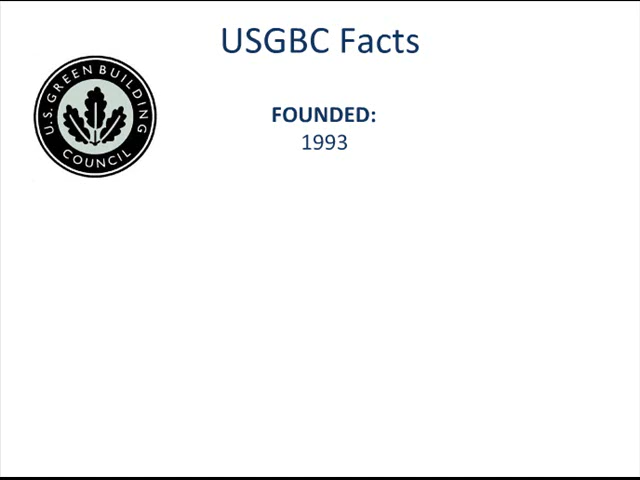 USGBC Facts
U.S. GREEN BUILDING
COUNCIL
FOUNDED:
1993